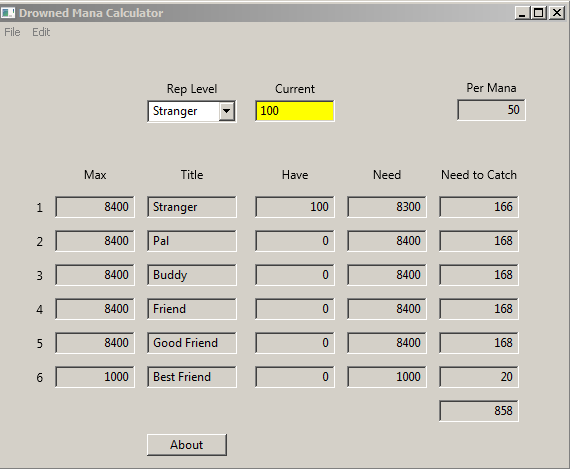 Drowned Mana Calculator
File Edit
Rep Level Current Per Mana
Stranger 100 50
Max Title Have Need Need to Catch
1 8400 Stranger 100 8300 166
2 8400 Pal 0 8400 168
3 8400 Buddy 0 8400 168
4 8400 Friend 0 8400 168
5 8400 Good Friend 0 8400 168
6 1000 Best Friend 0 1000 20
858
About